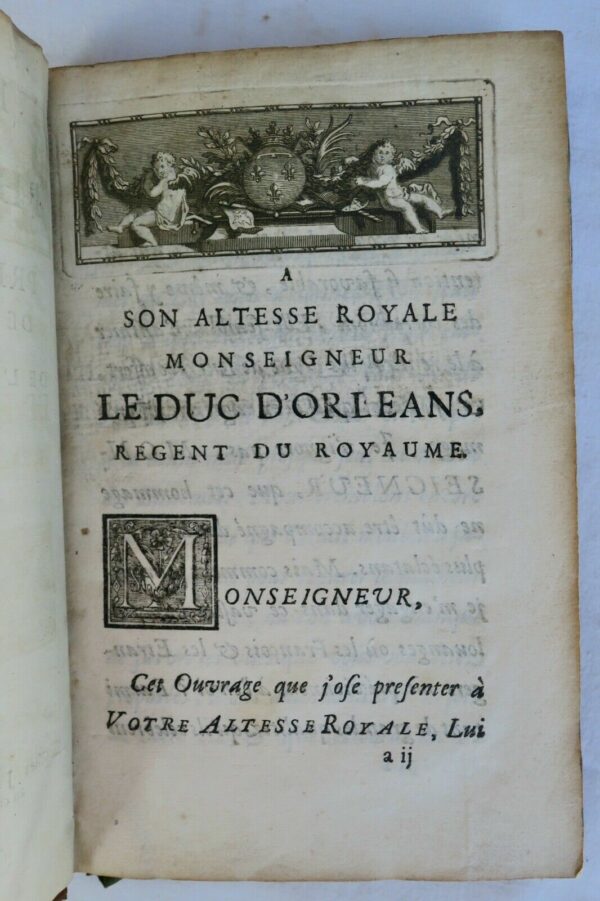 A
SON ALTESSE ROYALE
MONSEIGNEUR
LE DUC D'ORLEANS,
REGENT DU ROYAUME.
MONSEIGNEUR,
Cet Ouvrage que j'ose presenter à
VOTRE ALTESSE ROYALE, Lui
a ij